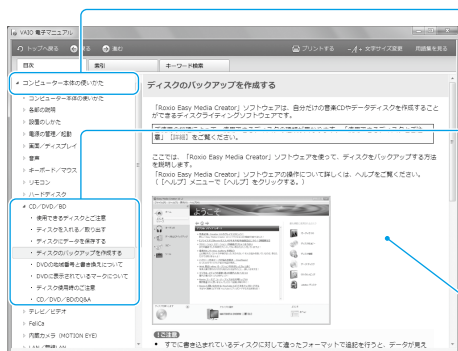 VAIO 電子マニュアル
トップへ戻る 戻る 進む プリントする 文字サイズ変更 用語集を見る
目次 索引 キーワード検索
コンピューター本体の使いかた
コンピューター本体の使いかた
各部の説明
設置のしかた
電源の管理/起動
画面/ディスプレイ
音声
キーボード/マウス
リモコン
ハードディスク
CD/DVD/BD
使用できるディスクとご注意
ディスクを入れる/取り出す
ディスクにデータを保存する
ディスクのバックアップを作成する
DVDの地域番号と書き換えについて
DVDに表示されているマークについて
ディスク使用時のご注意
CD/DVD/BDのQ&A
テレビ/ビデオ
FeliCa
内蔵カメラ (MOTION EYE)
ディスクのバックアップを作成する
「Roxio Easy Media Creator」ソフトウェアは、自分だけの音楽CDやデータディスクを作成すること
ができるディスクライティングソフトウェアです。
意」[詳細]をご覧ください。
ここでは、「Roxio Easy Media Creator」ソフトウェアを使って、ディスクをバックアップする方法
を説明します。
「Roxio Easy Media Creator」ソフトウェアの操作について詳しくは、ヘルプをご覧ください。
([ヘルプ]メニューで[ヘルプ]をクリックする。)
ようこそ
ご注意
すでに書き込まれているディスクに対して違ったフォーマットで追記を行うと、データが見え